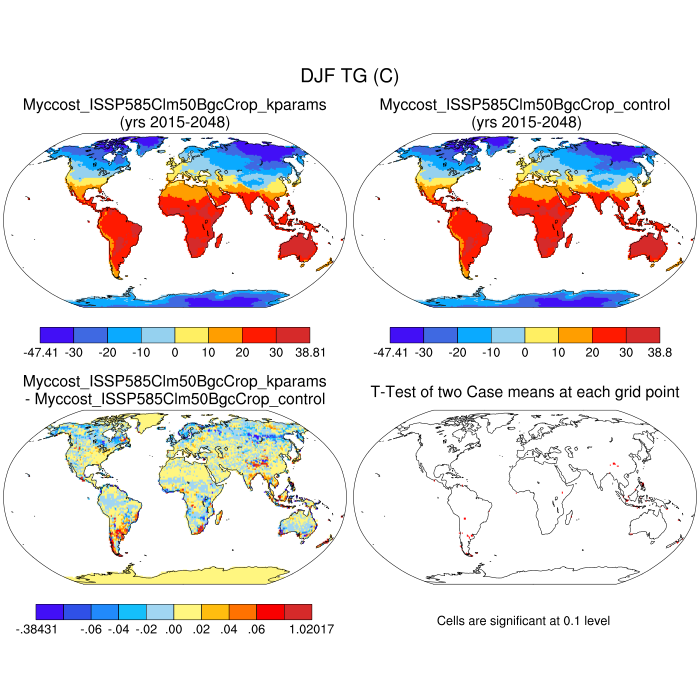 DJF TG (C)
Myccost_ISSP585Clm50BgcCrop_kparams
(yrs 2015-2048)
Myccost_ISSP585Clm50BgcCrop_control
(yrs 2015-2048)
-47.41 -30 -20 -10 0 10 20 30 38.81
-47.41 -30 -20 -10 0 10 20 30 38.8
Myccost_ISSP585Clm50BgcCrop_kparams
- Myccost_ISSP585Clm50BgcCrop_control
T-Test of two Case means at each grid point
-.38431 -.06 -.04 -.02 .00 .02 .04 .06 1.02017
Cells are significant at 0.1 level